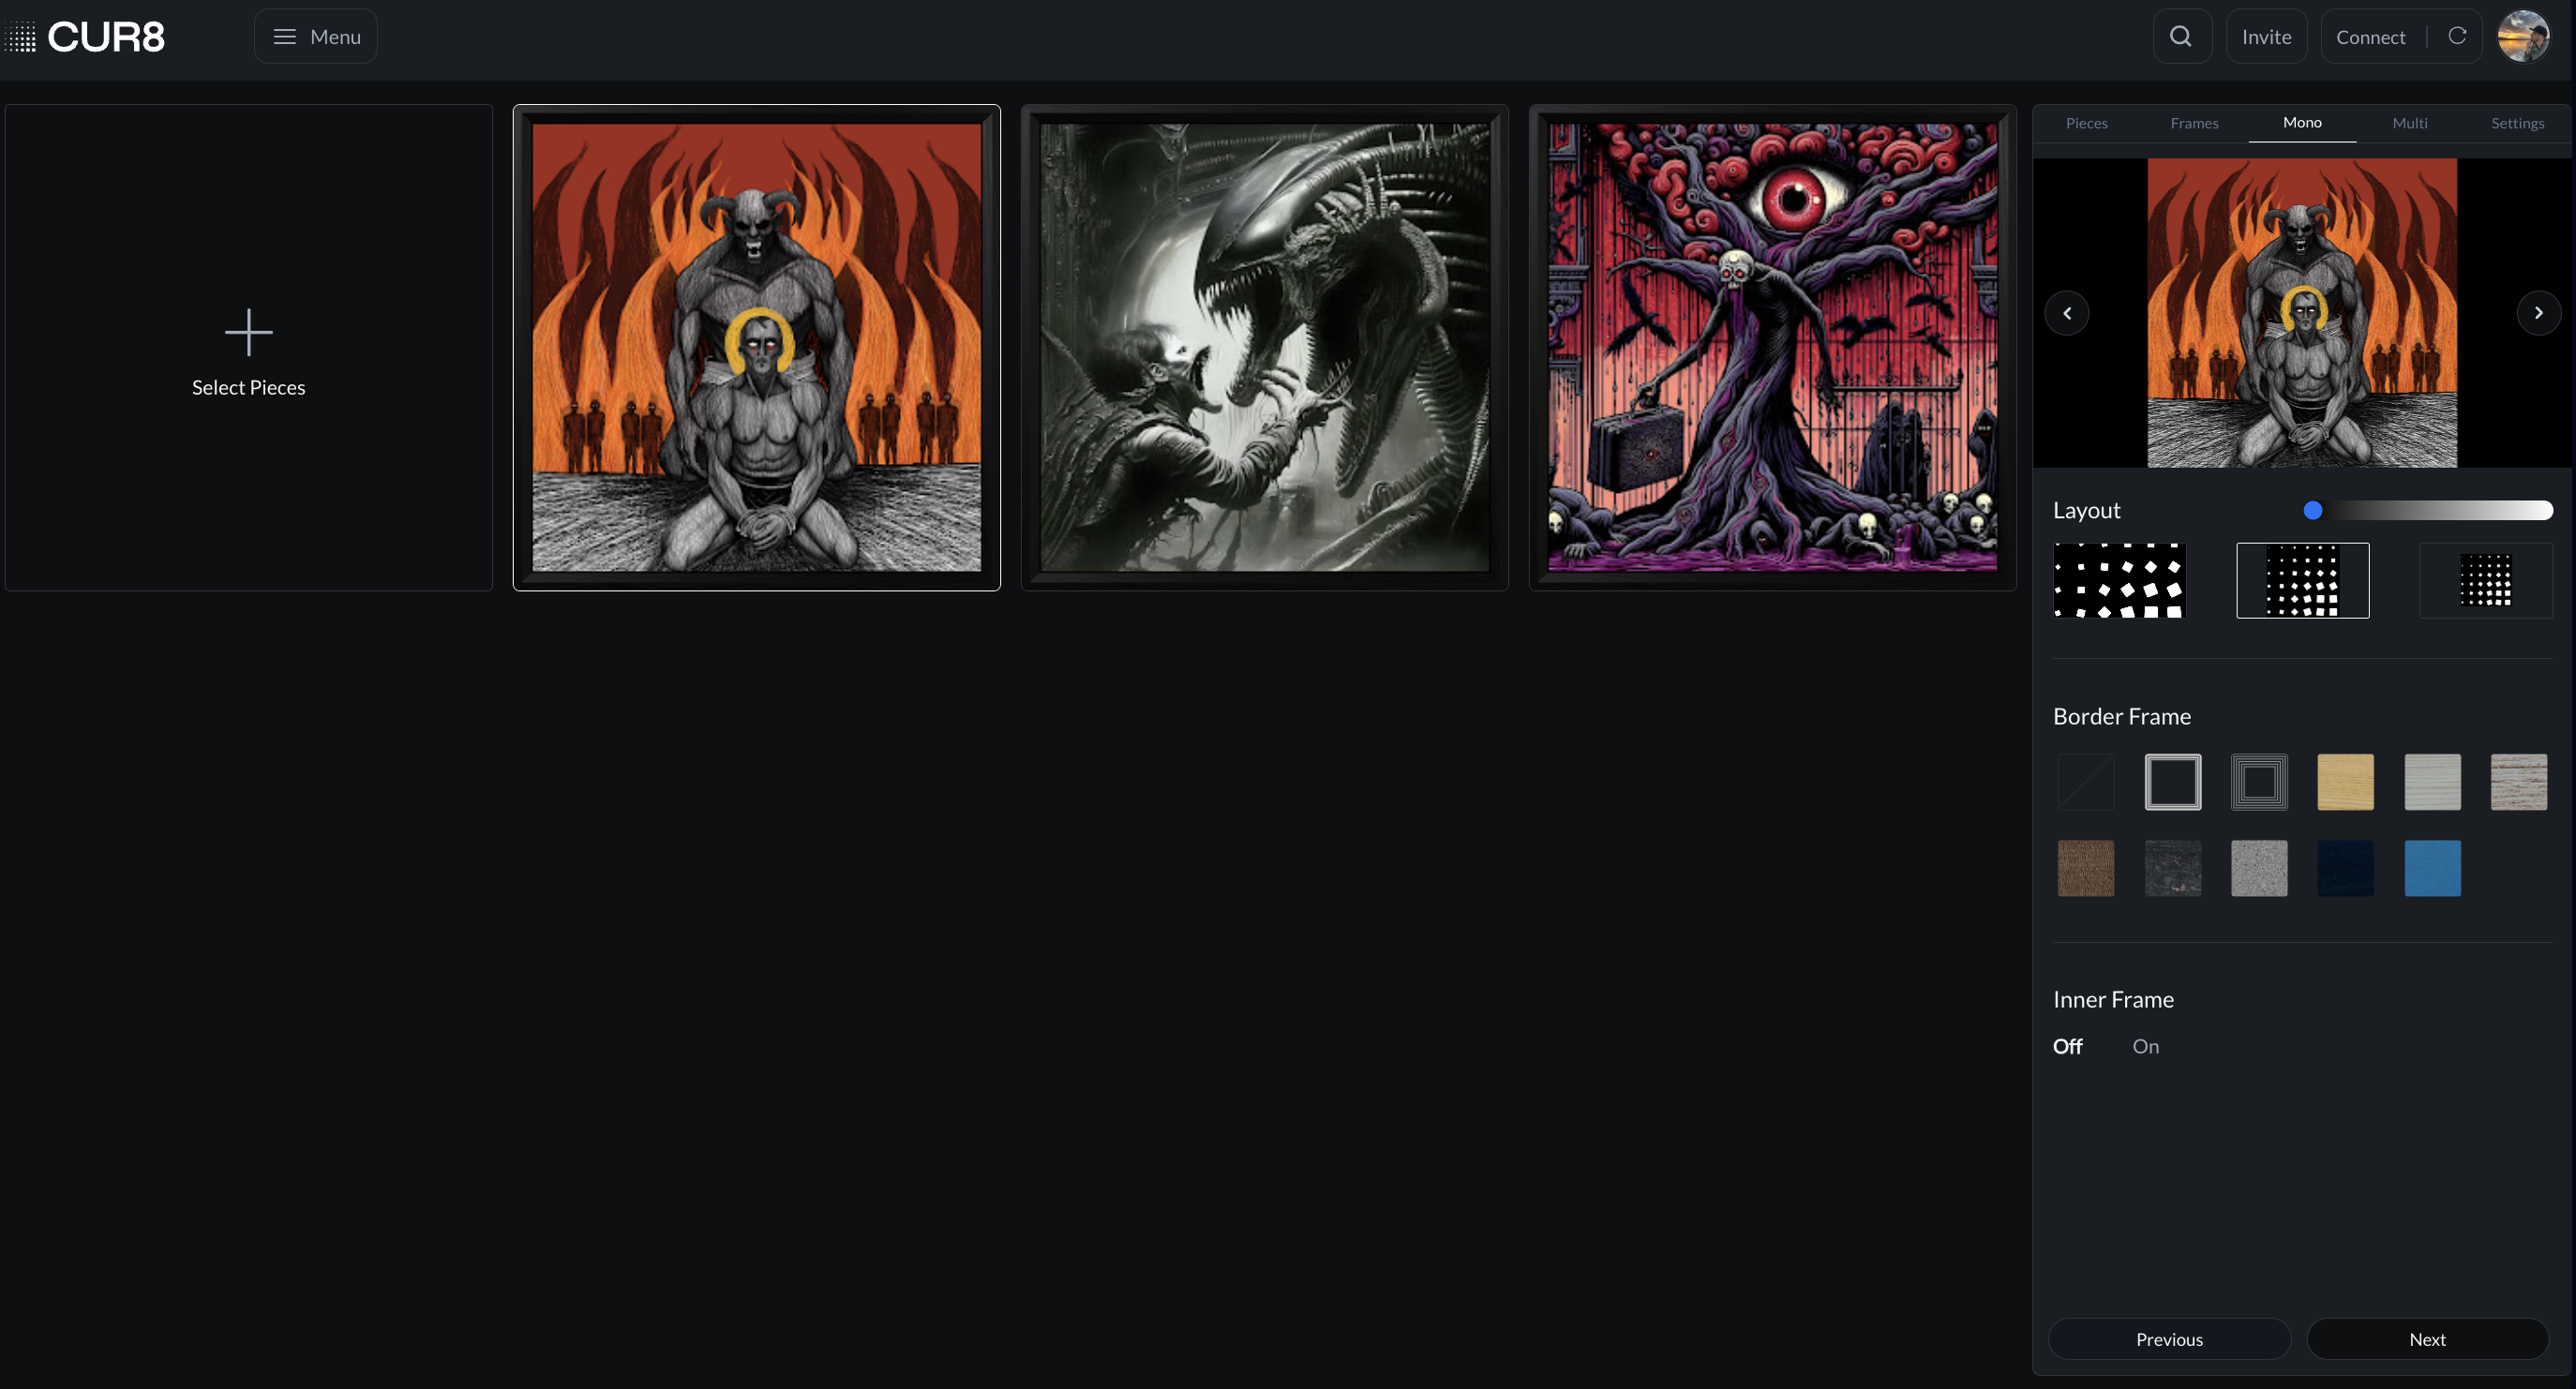 CUR8
Menu
Invite
Connect
Select Pieces
Pieces
Frames
Mono
Multi
Settings
Layout
Border Frame
Inner Frame
Off
On
Previous
Next